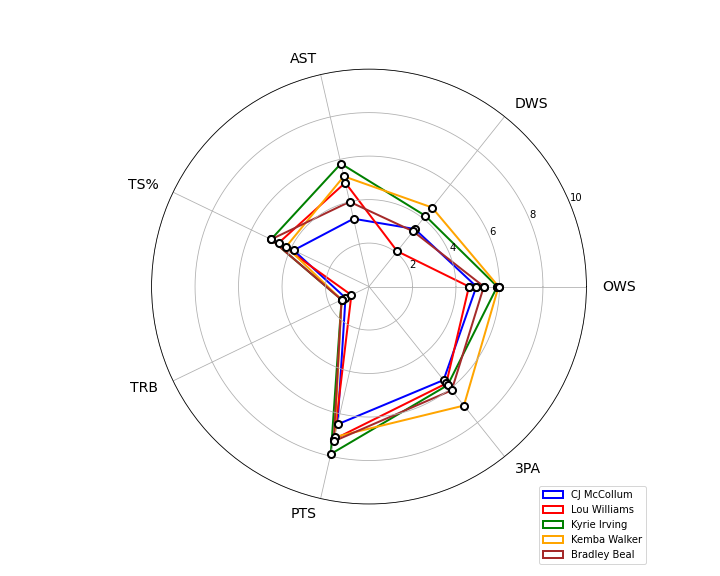 AST
DWS
TS%
10
8
6
4
2
OWS
TRB
3PA
PTS
CJ McCollum
Lou Williams
Kyrie Irving
Kemba Walker
Bradley Beal